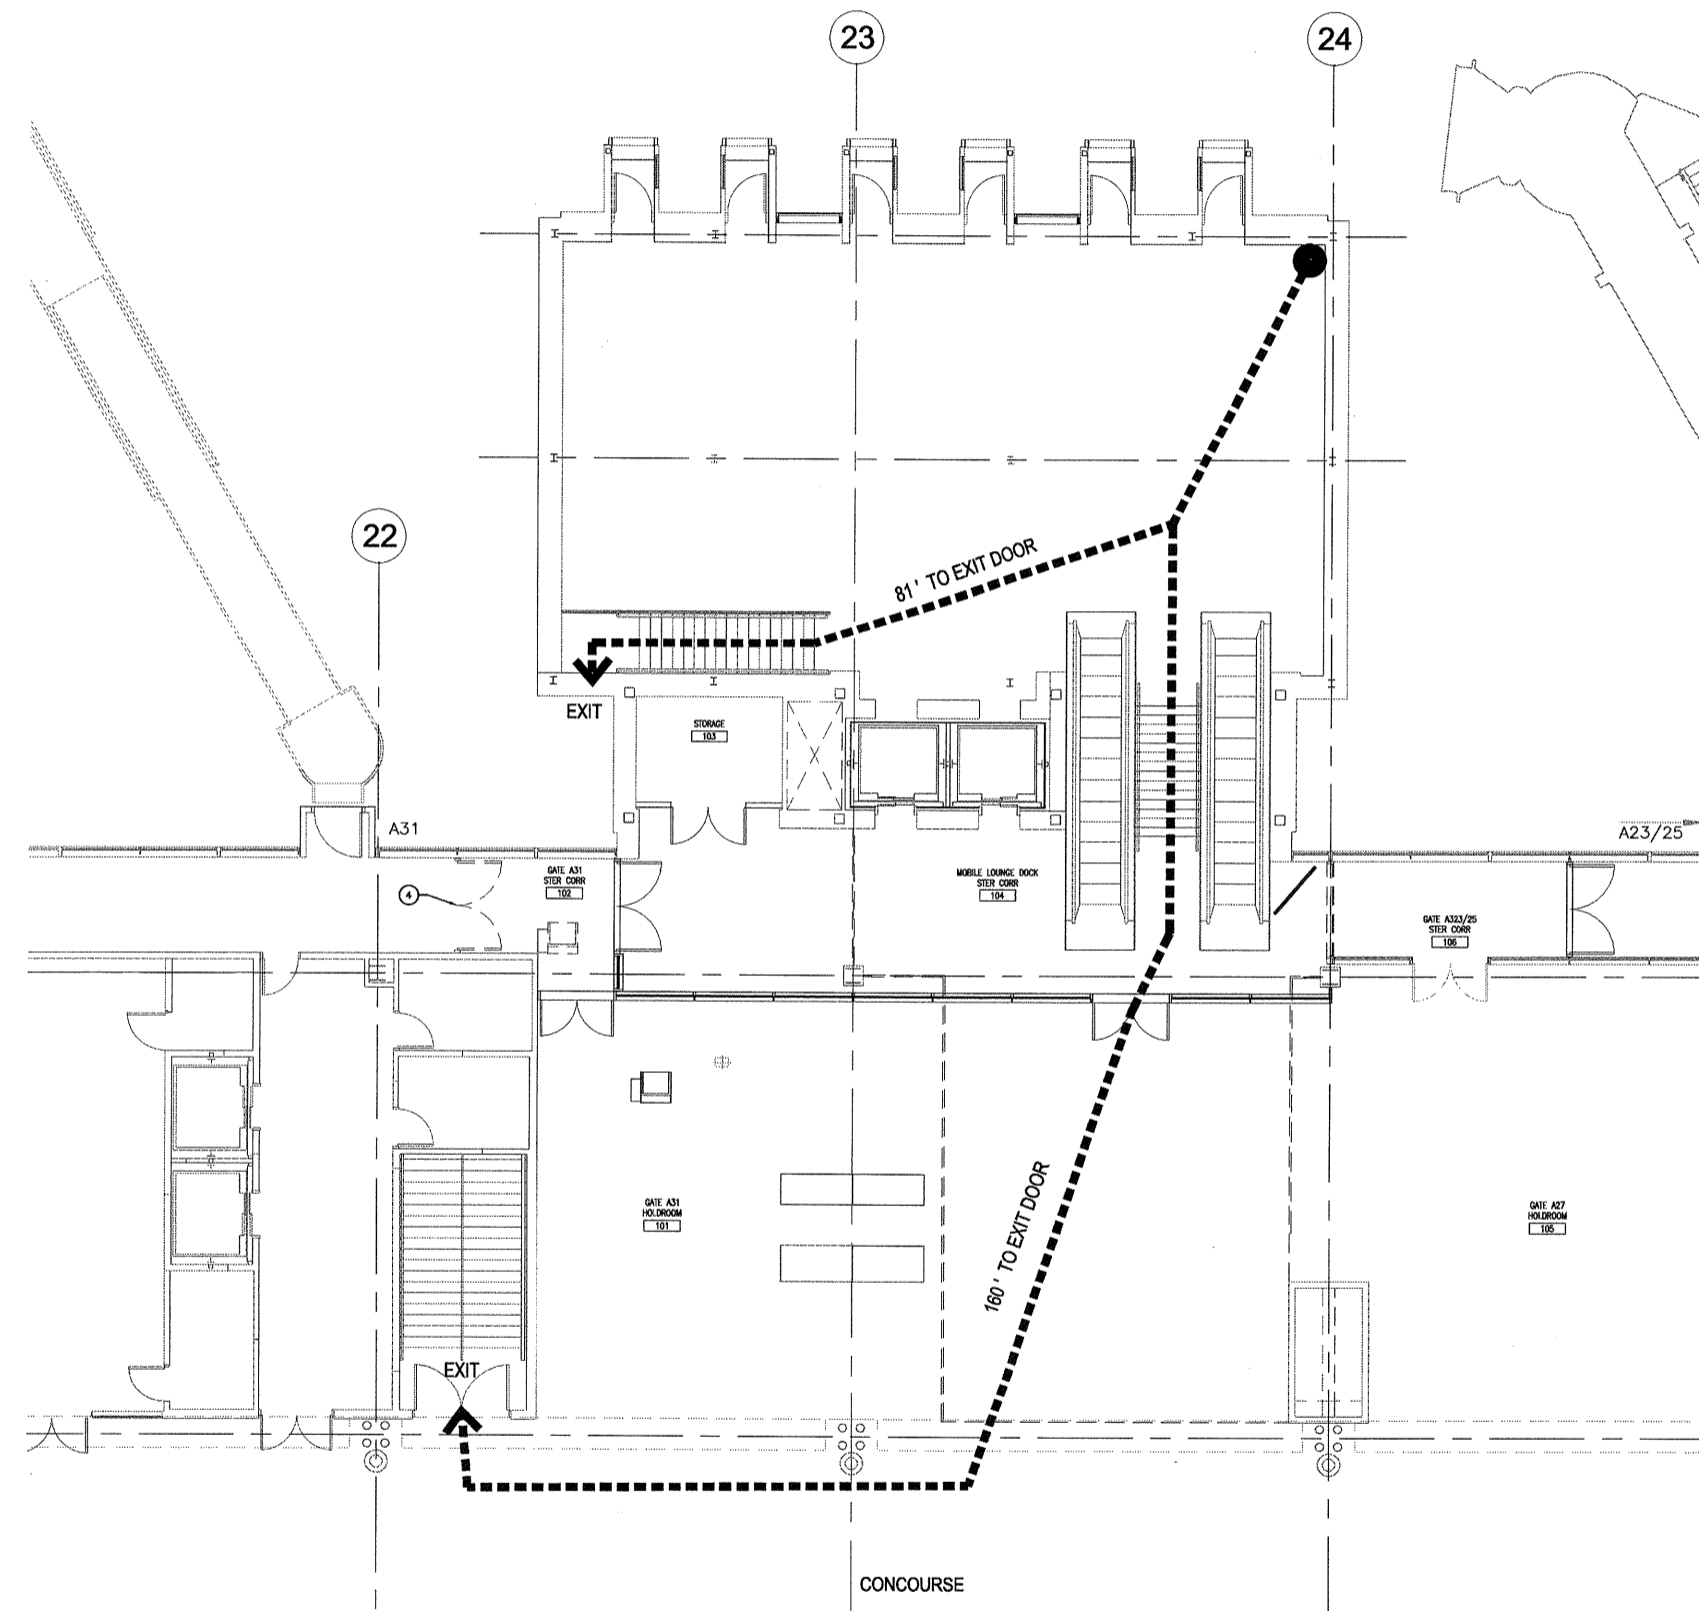 23
24
22
81' TO EXIT DOOR
EXIT
STORAGE
103
A31
A23/25
GATE A31
STER CORR
102
4
MOBILE LOUNGE DOCK
STER CORR
104
GATE A323/25
STER CORR
106
GATE A31
HOLDROOM
101
160' TO EXIT DOOR
GATE A27
HOLDROOM
105
EXIT
CONCOURSE